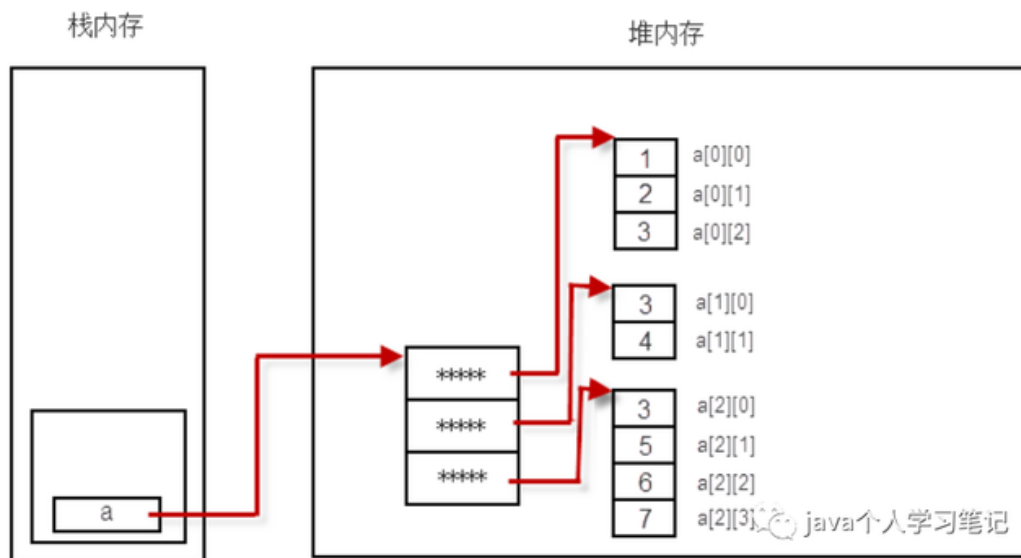 栈内存
堆内存
1 a[0][0]
2 a[0][1]
3 a[0][2]
3 a[1][0]
4 a[1][1]
*****
*****
*****
3 a[2][0]
5 a[2][1]
6 a[2][2]
7 a[2][3]
a
java个人学习笔记